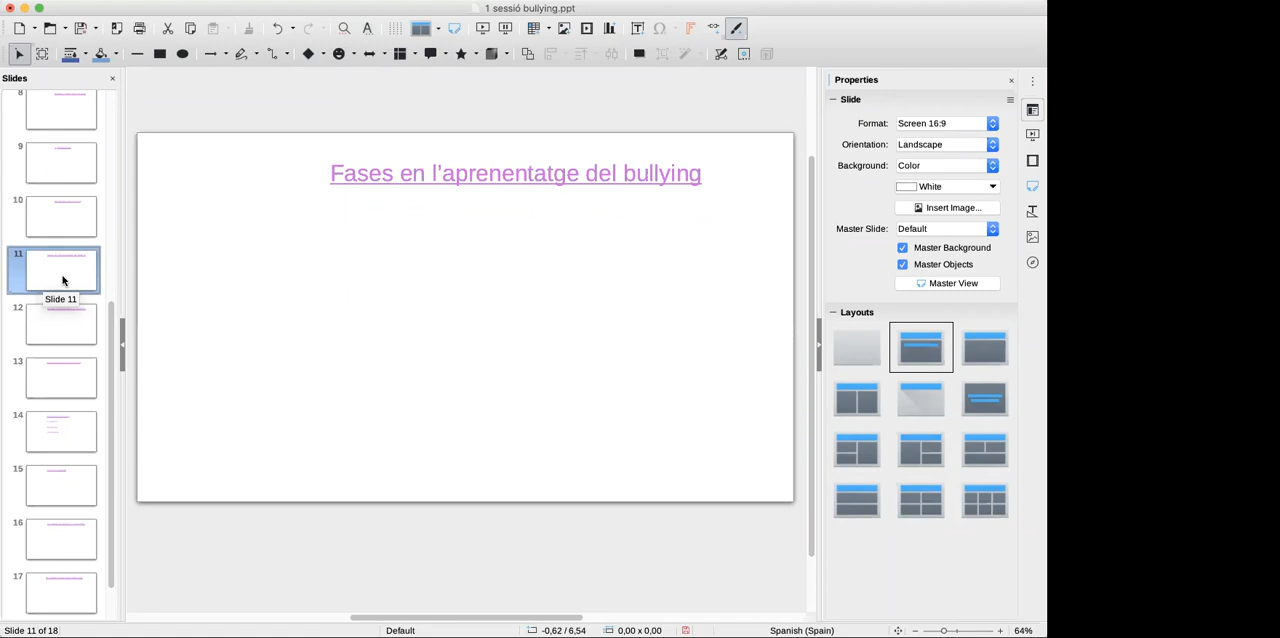 1 sessió bullying.ppt
Slides
Properties
Slide
Format: Screen 16:9
Orientation: Landscape
Background: Color
White
Insert Image...
Master Slide: Default
Master Background
Master Objects
Master View
Layouts
8
9
10
11
Slide 11
12
13
14
15
16
17
Fases en l’aprenentatge del bullying
Slide 11 of 18
Default
-0,62 / 6,54
0,00 x 0,00
Spanish (Spain)
64%